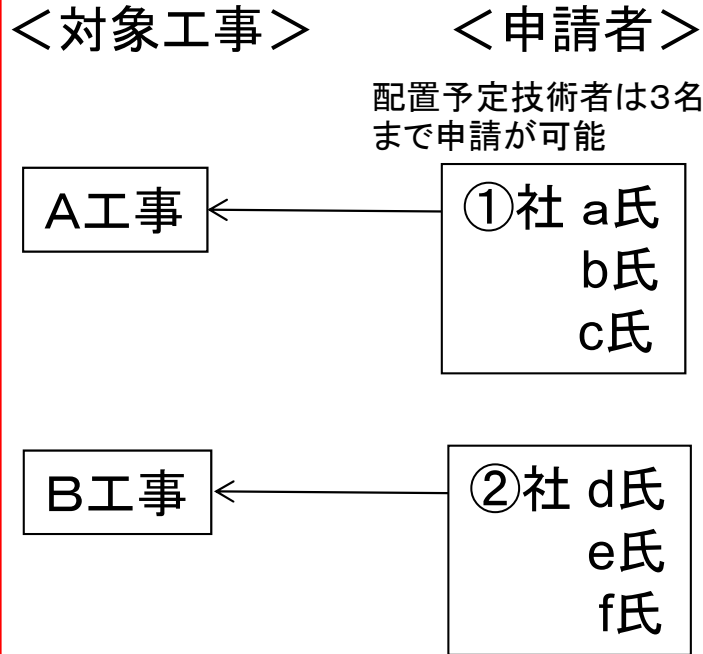 ＜対象工事＞
＜申請者＞
配置予定技術者は３名
まで申請が可能
Ａ工事
①社 a氏
b氏
c氏
Ｂ工事
②社 d氏
e氏
f氏